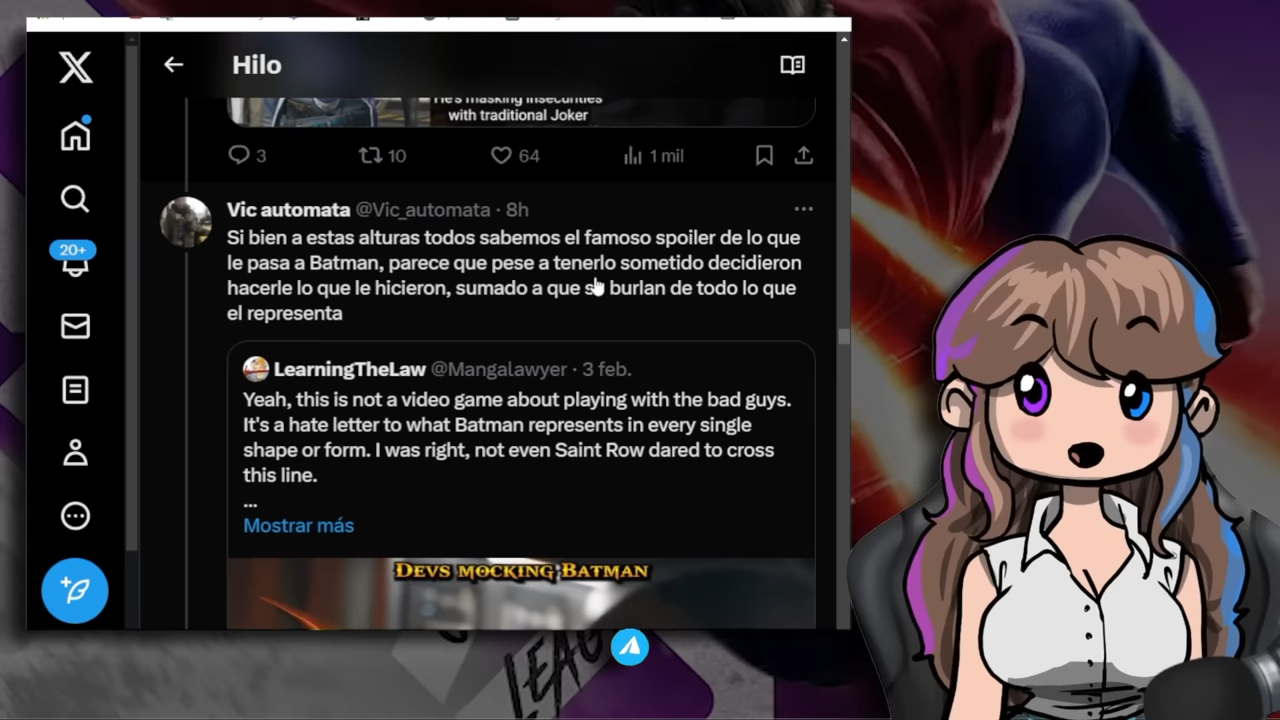 Hilo
He's masking insecurities
with traditional Joker
3
10
64
1 mil
20+
Vic automata @Vic_automata · 8h
Si bien a estas alturas todos sabemos el famoso spoiler de lo que
le pasa a Batman, parece que pese a tenerlo sometido decidieron
hacerle lo que le hicieron, sumado a que se burlan de todo lo que
el representa
LearningTheLaw @Mangalawyer · 3 feb.
Yeah, this is not a video game about playing with the bad guys.
It's a hate letter to what Batman represents in every single
shape or form. I was right, not even Saint Row dared to cross
this line.
...
Mostrar más
DEVS MOCKING BATMAN
LEAG